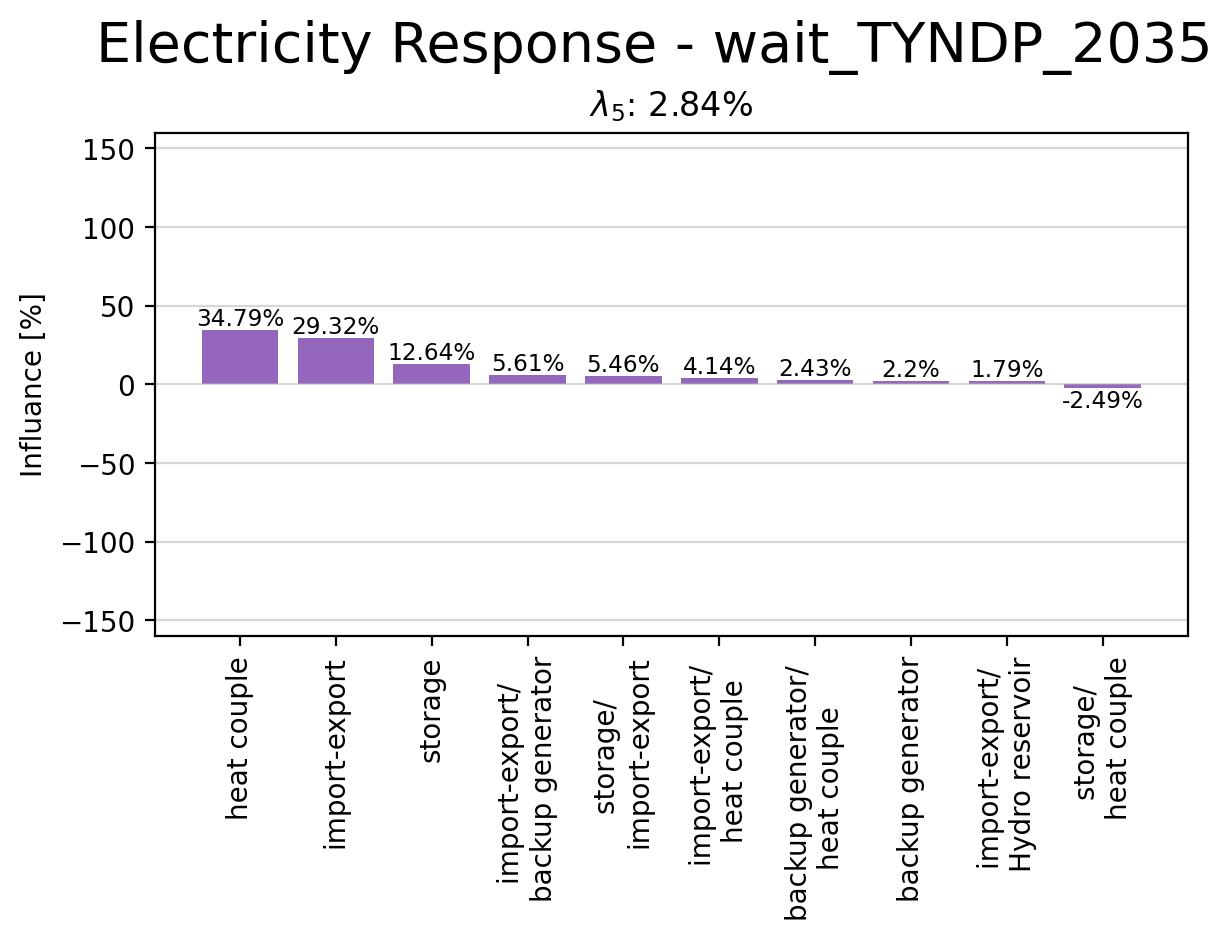 Electricity Response - wait_TYNDP_2035
λ5: 2.84%
Influance [%]
150
100
50
0
−50
−100
−150
34.79%
29.32%
12.64%
5.61%
5.46%
4.14%
2.43%
2.2%
1.79%
-2.49%
heat couple
import-export
storage
import-export/
backup generator
storage/
import-export
import-export/
heat couple
backup generator/
heat couple
backup generator
import-export/
Hydro reservoir
storage/
heat couple